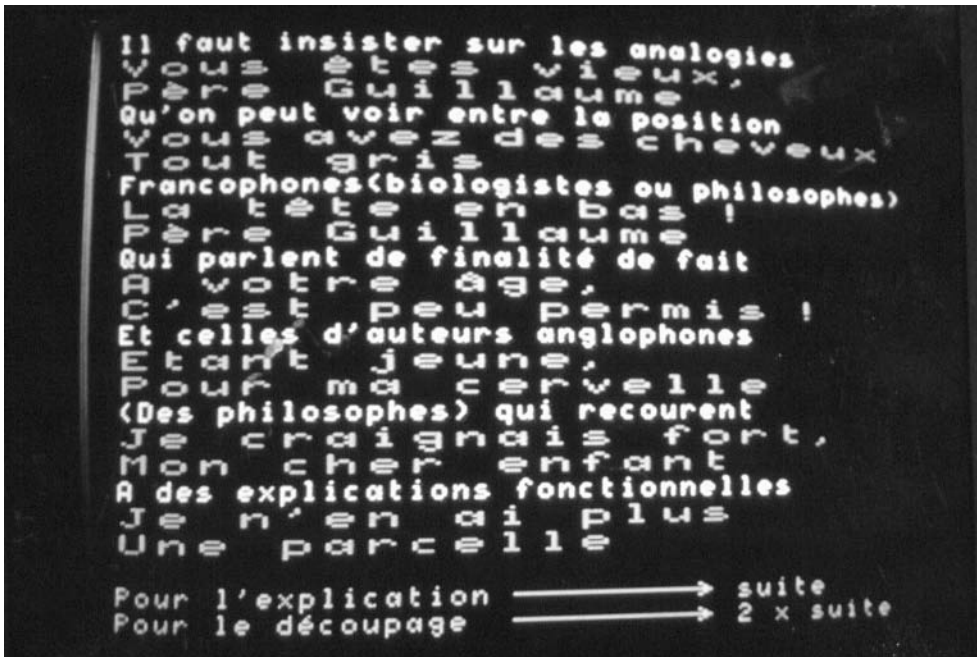 Il faut insister sur les analogies
Vous êtes vieux,
Père Guillaume
Qu'on peut voir entre la position
Vous avez des cheveux
Tout gris
Francophones(biologistes ou philosophes)
La tête en bas !
Père Guillaume
Qui parlent de finalité de fait
A votre âge,
C'est peu permis !
Et celles d'auteurs anglophones
Etant jeune,
Pour ma cervelle
(Des philosophes) qui recourent
Je craignais fort,
Mon cher enfant
A des explications fonctionnelles
Je n'en ai plus
Une parcelle
Pour l'explication ⟶ suite
Pour le découpage ⟶ 2 x suite